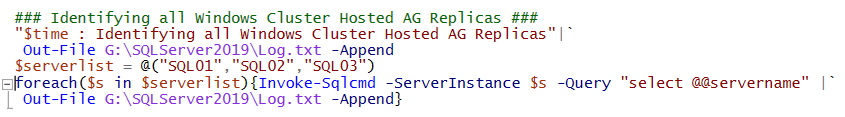 ### Identifying all Windows Cluster Hosted AG Replicas ###
"$time : Identifying all Windows Cluster Hosted AG Replicas"|`
Out-File G:\SQLServer2019\Log.txt -Append
$serverlist = @("SQL01","SQL02","SQL03")
foreach($s in $serverlist){Invoke-Sqlcmd -ServerInstance $s -Query "select @@servername" |`
Out-File G:\SQLServer2019\Log.txt -Append}